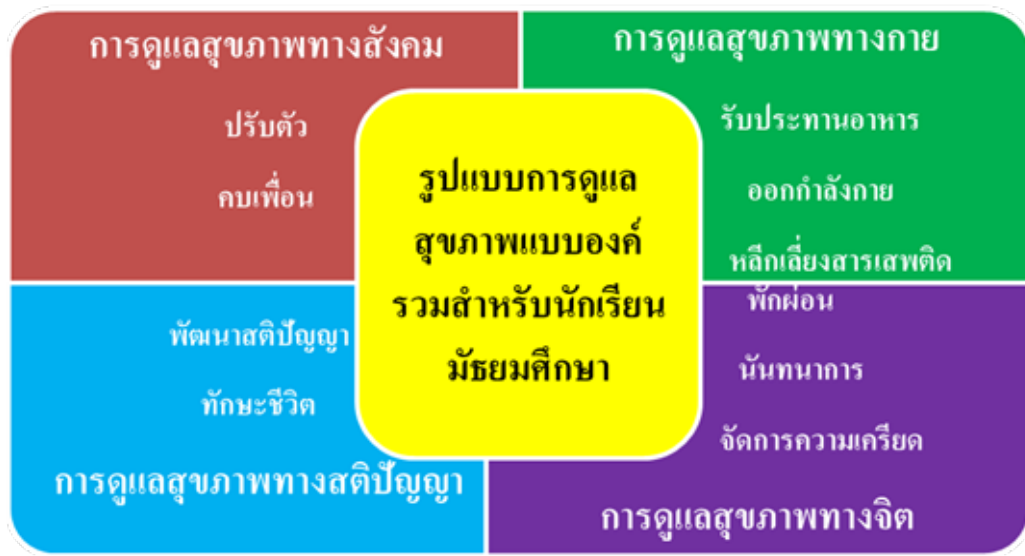 การดูแลสุขภาพทางสังคม
ปรับตัว
คบเพื่อน
การดูแลสุขภาพทางกาย
รับประทานอาหาร
ออกกำลังกาย
หลีกเลี่ยงสารเสพติด
รูปแบบการดูแล
สุขภาพแบบองค์
รวมสำหรับนักเรียน
มัธยมศึกษา
พัฒนาสติปัญญา
ทักษะชีวิต
การดูแลสุขภาพทางสติปัญญา
พักผ่อน
นันทนาการ
จัดการความเครียด
การดูแลสุขภาพทางจิต